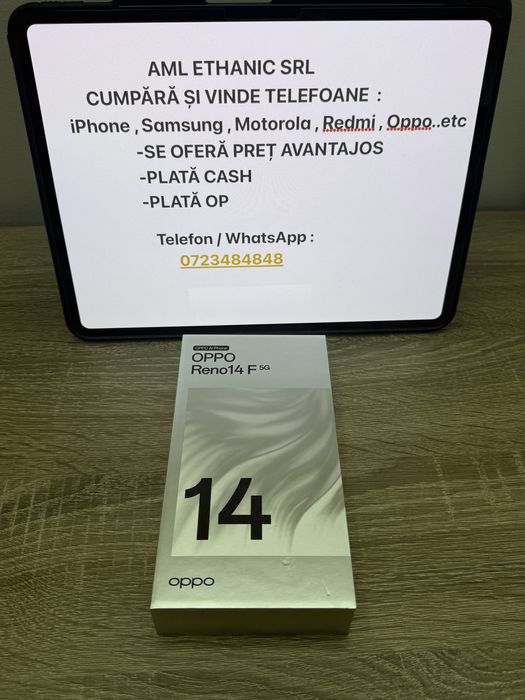 AML ETHANIC SRL
CUMPĂRĂ ȘI VINDE TELEFOANE :
iPhone , Samsung , Motorola , Redmi , Oppo..etc
-SE OFERĂ PREȚ AVANTAJOS
-PLATĂ CASH
-PLATĂ OP
Telefon / WhatsApp :
0723484848
OPPO AI Phone
OPPO
Reno14 F 5G
14
oppo